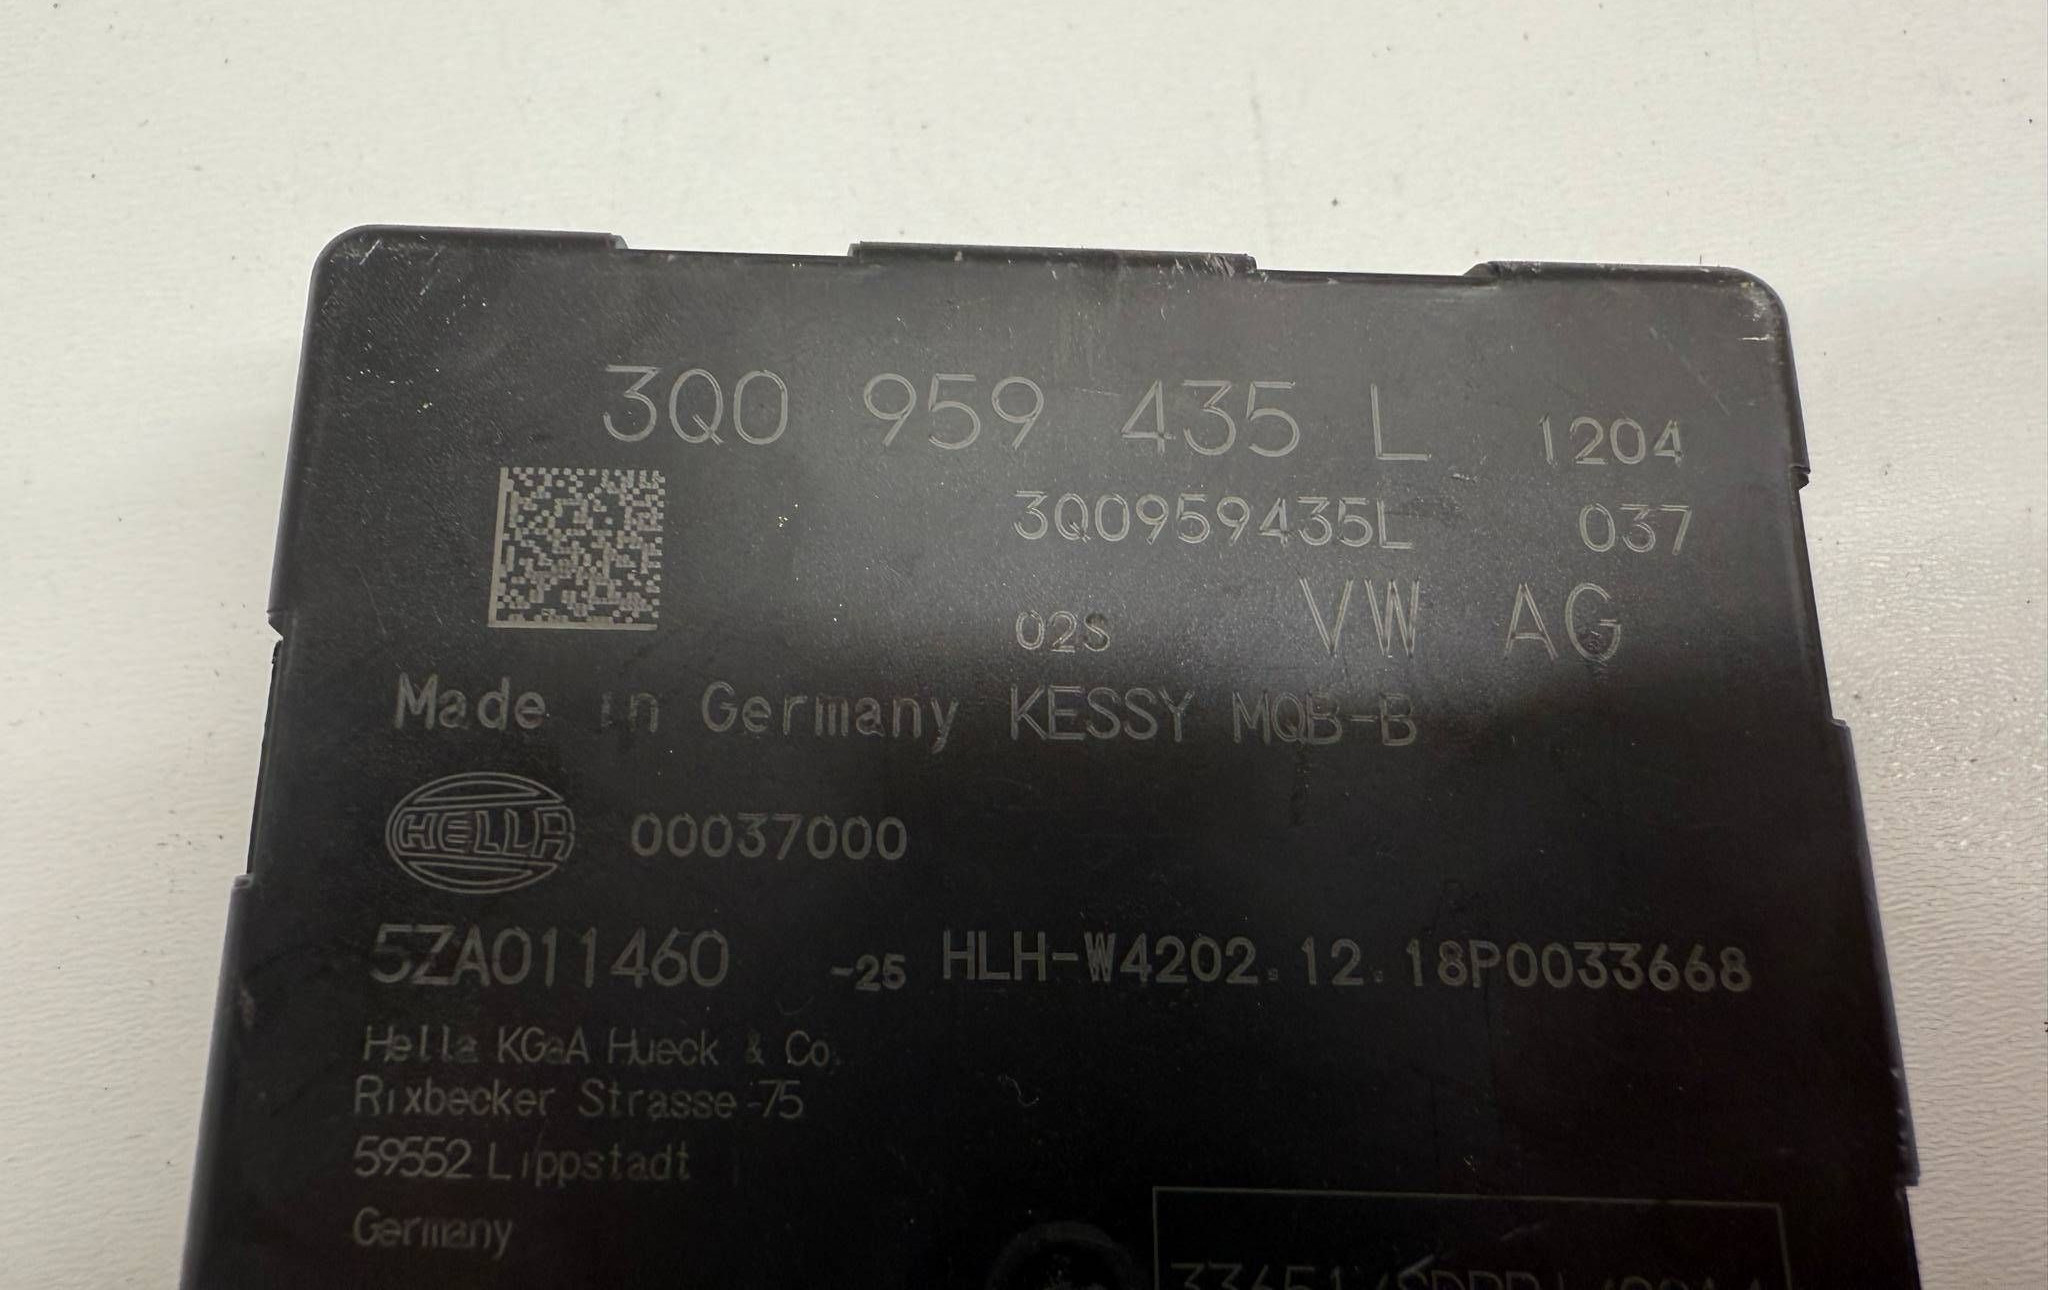 3Q0 959 435 L 1204
3Q0959435L 037
02S VW AG
Made in Germany KESSY MQB-B
HELLA 00037000
5ZA011460 -25 HLH-W4202.12.18P0033668
Hella KGaA Hueck & Co.
Rixbecker Strasse 75
59552 Lippstadt
Germany